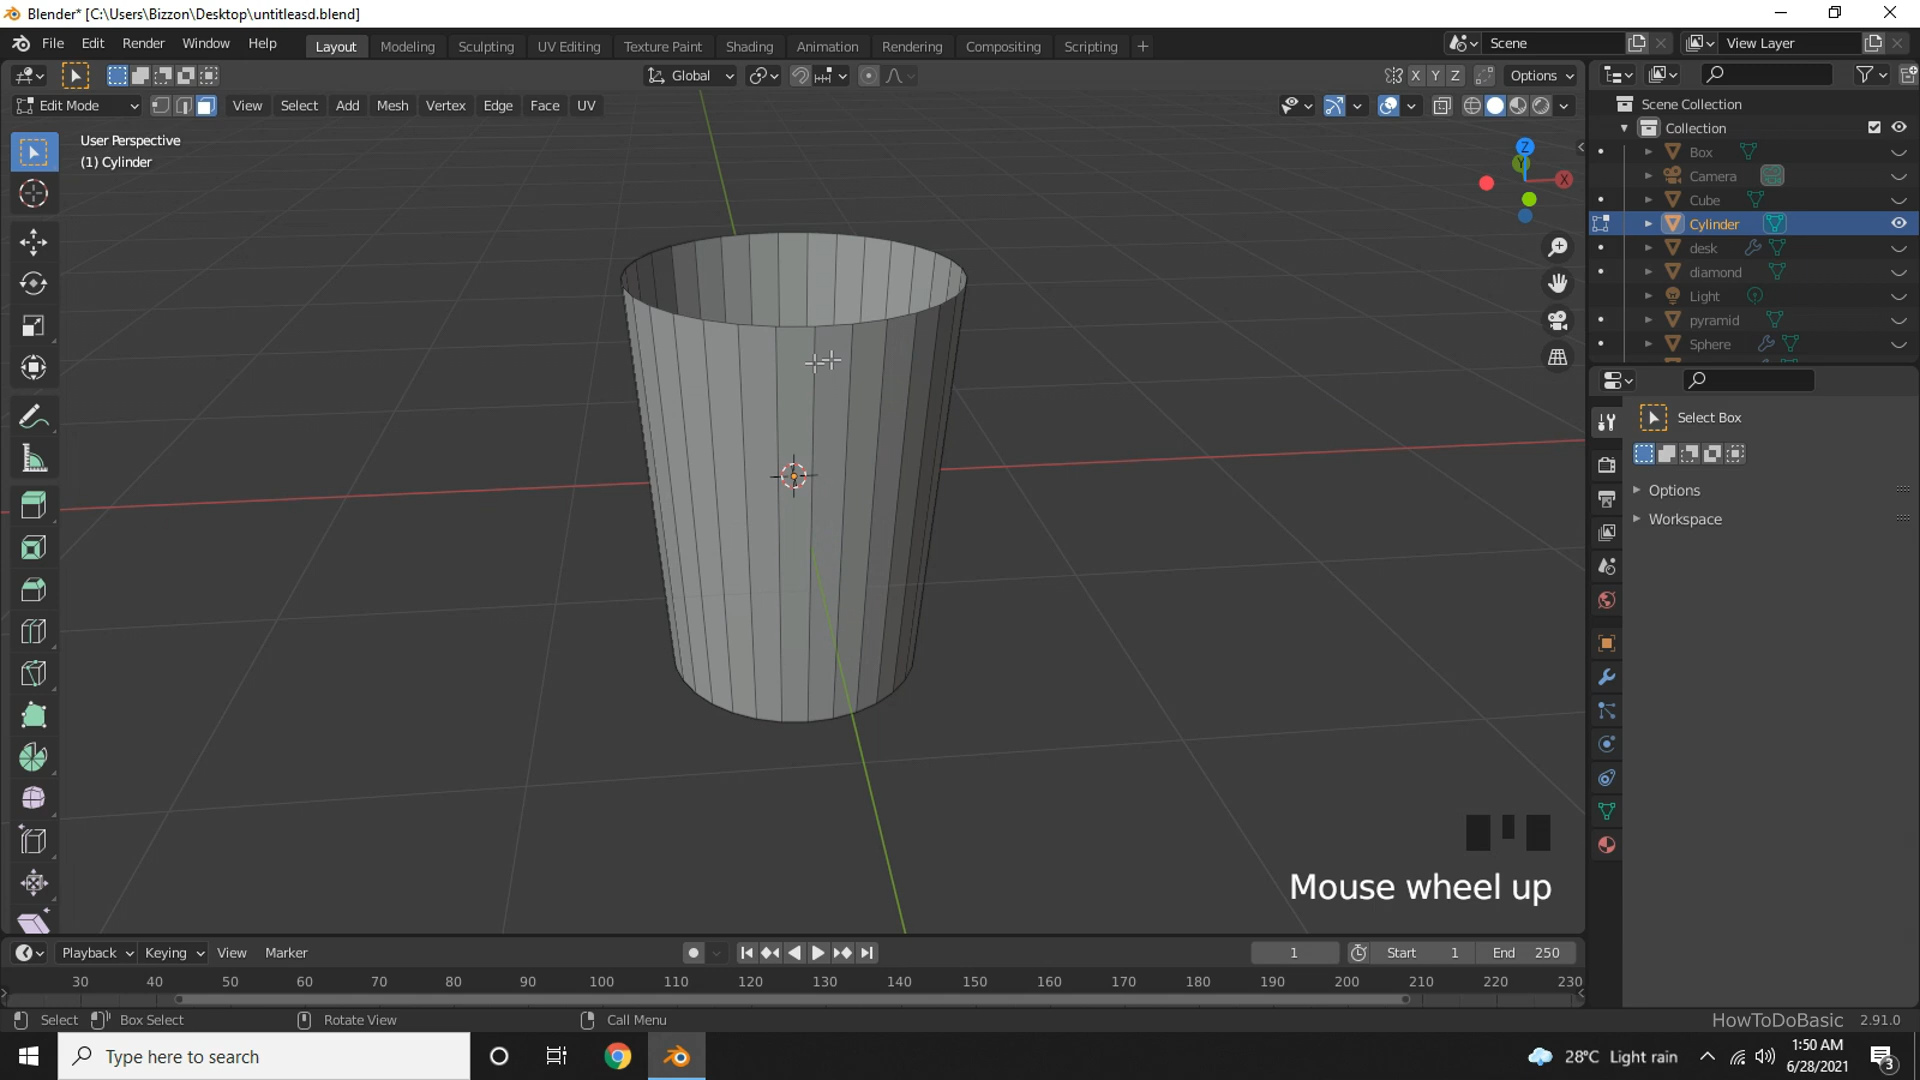 Blender* [C:\Users\Bizzon\Desktop\untitleasd.blend]
File Edit Render Window Help Layout Modeling Sculpting UV Editing Texture Paint Shading Animation Rendering Compositing Scripting + Scene View Layer
Global X Y Z Options
Edit Mode View Select Add Mesh Vertex Edge Face UV
User Perspective
(1) Cylinder
Z
Y
X
Scene Collection
Collection
Box
Camera
Cube
Cylinder
desk
diamond
Light
pyramid
Sphere
Select Box
Options
Workspace
Mouse wheel up
Playback Keying View Marker 1 Start 1 End 250
30 40 50 60 70 80 90 100 110 120 130 140 150 160 170 180 190 200 210 220 230
Select Box Select Rotate View Call Menu HowToDoBasic 2.91.0
Type here to search
28°C Light rain
1:50 AM
6/28/2021
3